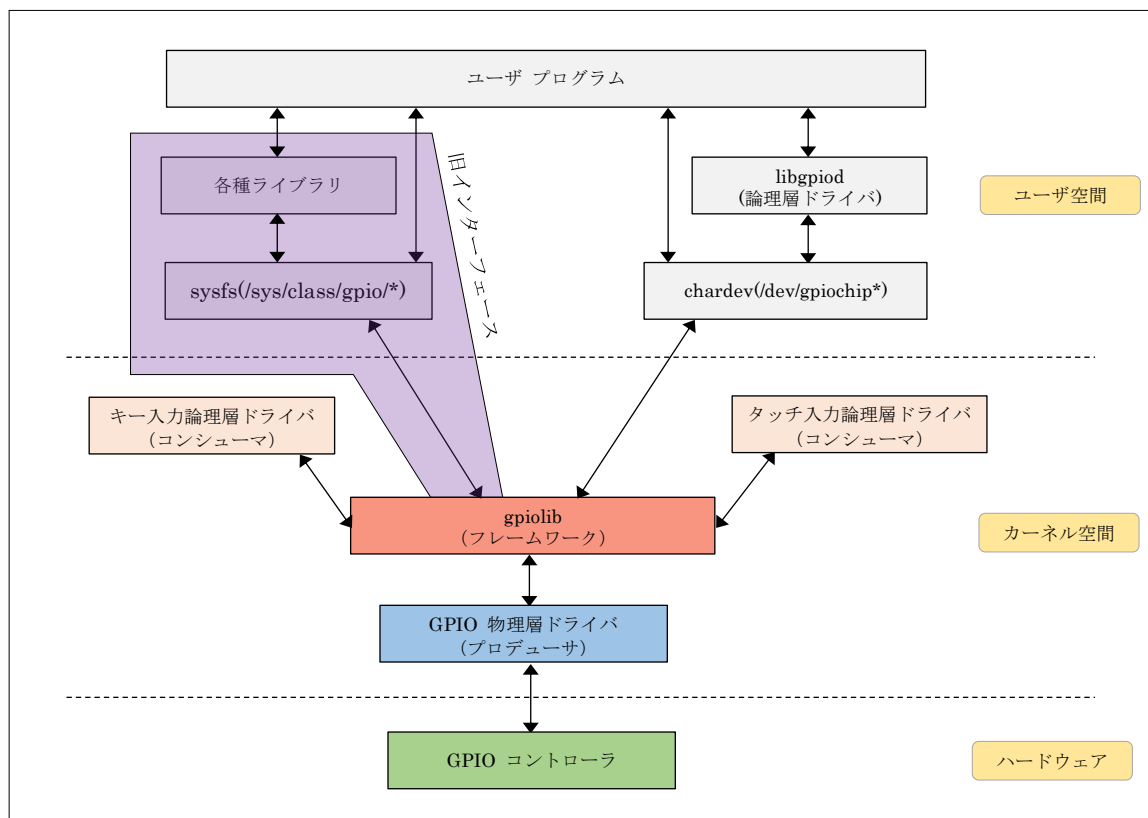 ユーザ プログラム
各種ライブラリ
旧インターフェース
libgpiod
(論理層ドライバ)
ユーザ空間
sysfs(/sys/class/gpio/*)
chardev(/dev/gpiochip*)
キー入力論理層ドライバ
(コンシューマ)
タッチ入力論理層ドライバ
(コンシューマ)
gpiolib
(フレームワーク)
カーネル空間
GPIO 物理層ドライバ
(プロデューサ)
GPIO コントローラ
ハードウェア